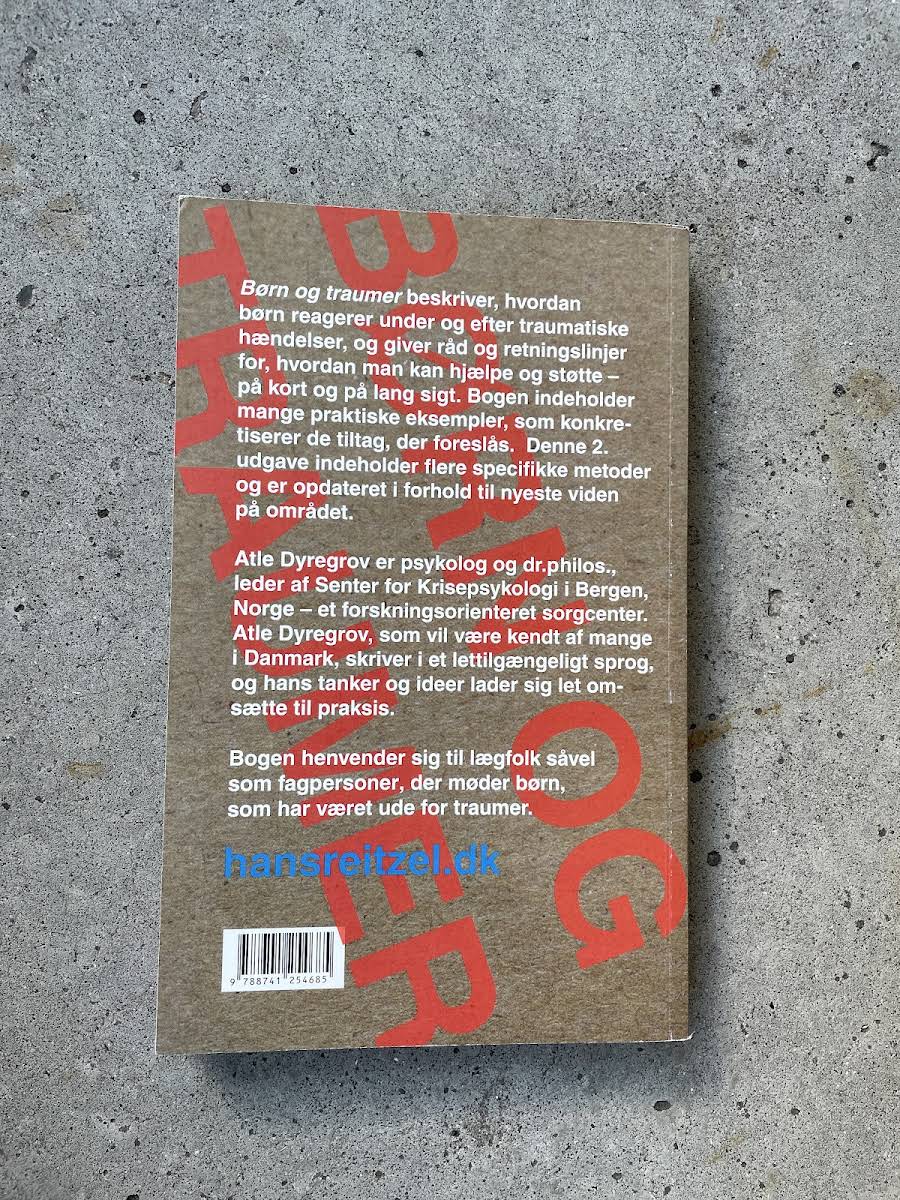 BØRN OG
TRAUMER
Børn og traumer beskriver, hvordan
børn reagerer under og efter traumatiske
hændelser, og giver råd og retningslinjer
for, hvordan man kan hjælpe og støtte –
på kort og på lang sigt. Bogen indeholder
mange praktiske eksempler, som konkre-
tiserer de tiltag, der foreslås. Denne 2.
udgave indeholder flere specifikke metoder
og er opdateret i forhold til nyeste viden
på området.
Atle Dyregrov er psykolog og dr.philos.,
leder af Senter for Krisepsykologi i Bergen,
Norge – et forskningsorienteret sorgcenter.
Atle Dyregrov, som vil være kendt af mange
i Danmark, skriver i et lettilgængeligt sprog,
og hans tanker og ideer lader sig let om-
sætte til praksis.
Bogen henvender sig til lægfolk såvel
som fagpersoner, der møder børn,
som har været ude for traumer.
hansreitzel.dk
9 788741 254685